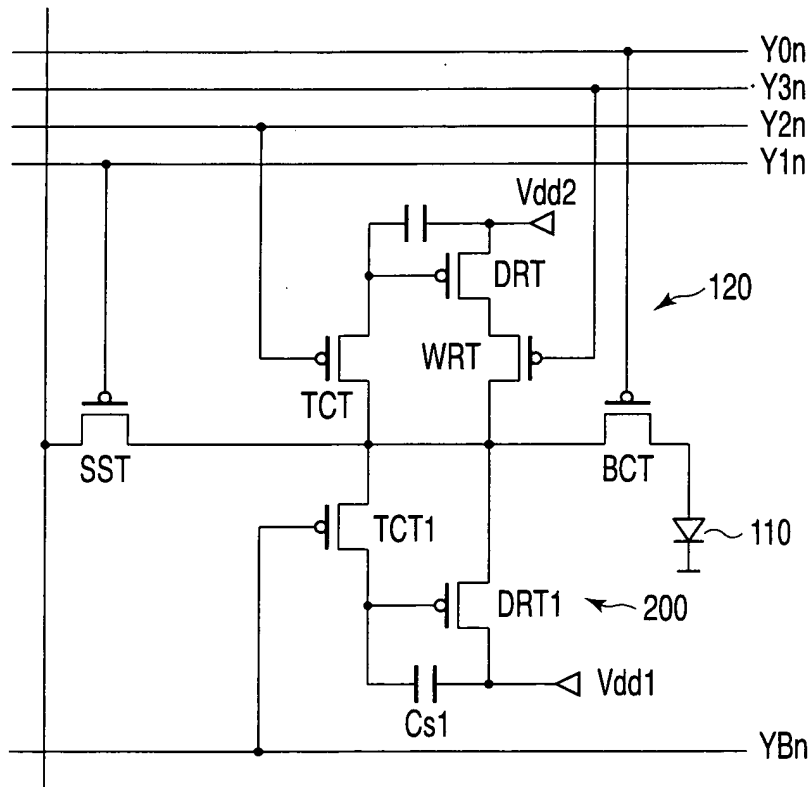 Y0n
Y3n
Y2n
Y1n
Vdd2
DRT
120
WRT
TCT
SST
BCT
TCT1
110
DRT1
200
Vdd1
Cs1
YBn